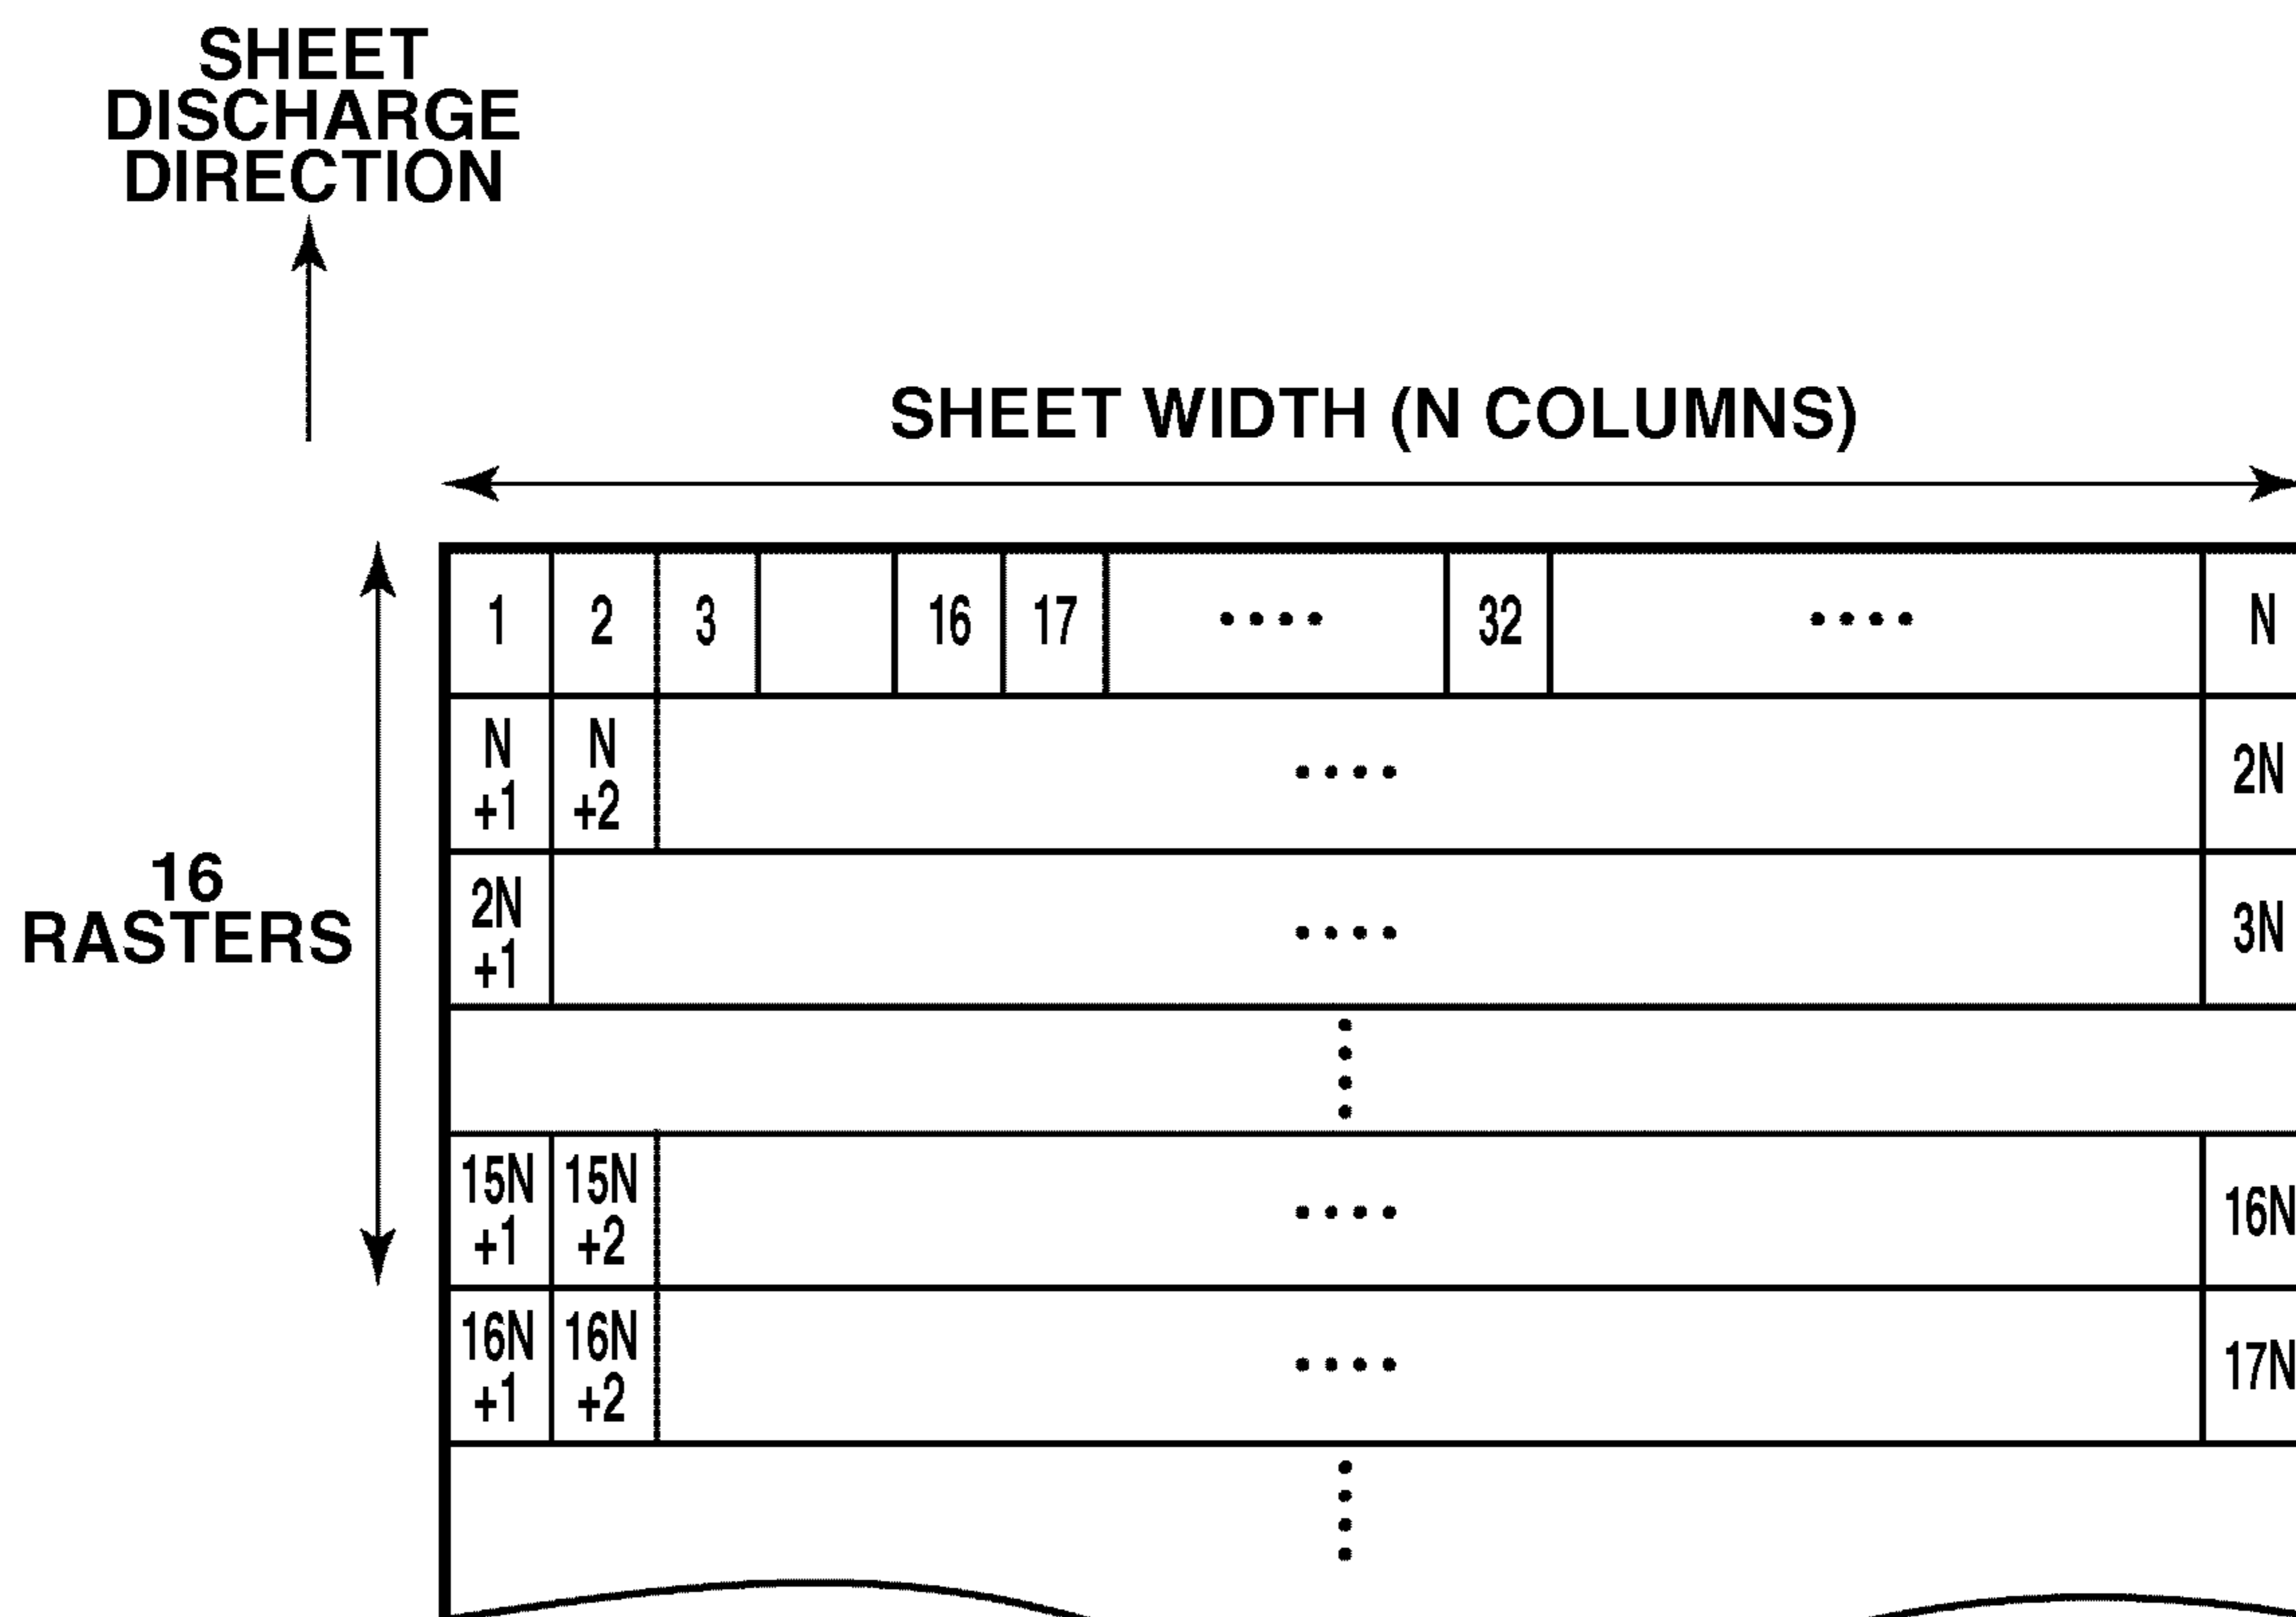 SHEET
DISCHARGE
DIRECTION
SHEET WIDTH (N COLUMNS)
16
RASTERS
1 2 3 16 17 •••• 32 •••• N
N +1 N +2 •••• 2N
2N +1 •••• 3N
15N +1 15N +2 •••• 16N
16N +1 16N +2 •••• 17N